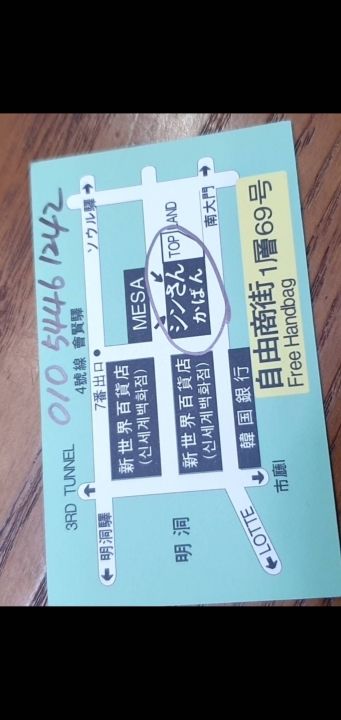 010 5446 1242
3RD TUNNEL
4號線 會賢驛
7番出口
ソウル驛
明洞驛
MESA
新世界百貨店
(신세계백화점)
TOP LAND
シンさん
かばん
新世界百貨店
(신세계백화점)
明洞
南大門
韓国銀行
LOTTE
市廳
自由商街1層69号
Free Handbag